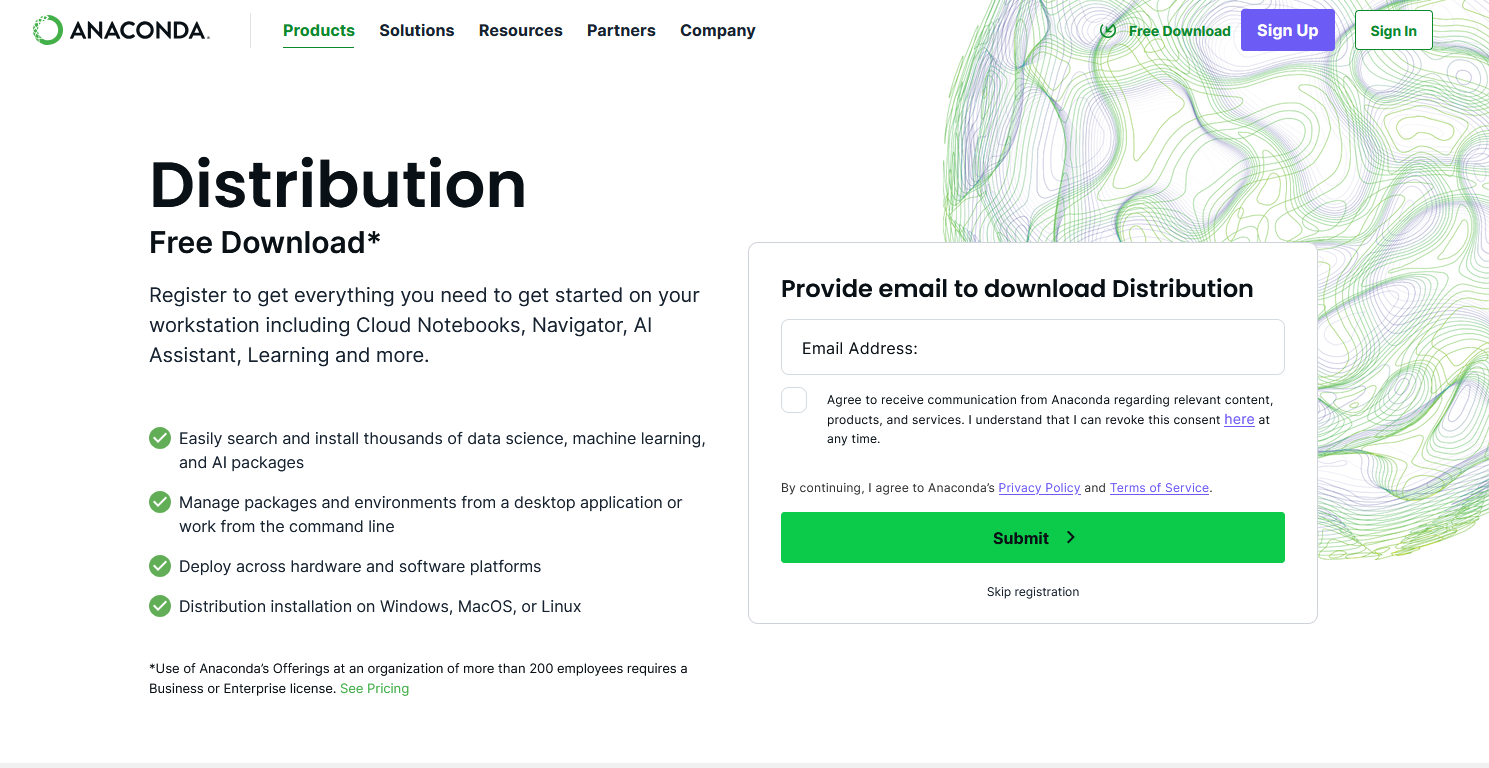 ANACONDA.
Products
Solutions
Resources
Partners
Company
Free Download
Sign Up
Sign In
Distribution
Free Download*
Register to get everything you need to get started on your
workstation including Cloud Notebooks, Navigator, AI
Assistant, Learning and more.
Easily search and install thousands of data science, machine learning,
and AI packages
Manage packages and environments from a desktop application or
work from the command line
Deploy across hardware and software platforms
Distribution installation on Windows, MacOS, or Linux
*Use of Anaconda’s Offerings at an organization of more than 200 employees requires a
Business or Enterprise license. See Pricing
Provide email to download Distribution
Email Address:
Agree to receive communication from Anaconda regarding relevant content,
products, and services. I understand that I can revoke this consent here at
any time.
By continuing, I agree to Anaconda’s Privacy Policy and Terms of Service.
Submit
Skip registration